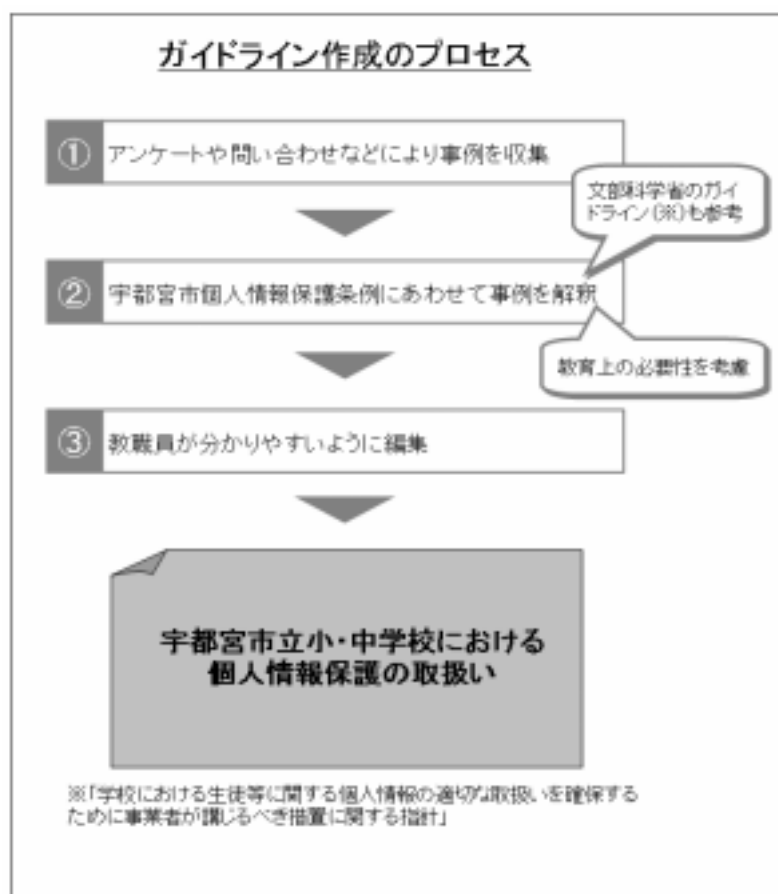 ガイドライン作成のプロセス
① アンケートや問い合わせなどにより事例を収集
文部科学省のガイ
ドライン(※)も参考
② 宇都宮市個人情報保護条例にあわせて事例を解釈
教育上の必要性を考慮
③ 教職員が分かりやすいように編集
宇都宮市立小・中学校における
個人情報保護の取扱い
※「学校における生徒等に関する個人情報の適切な取扱いを確保する
ために事業者が講じるべき措置に関する指針」